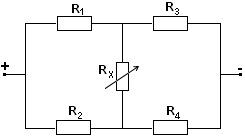 R1 R3
+ RX -
R2 R4